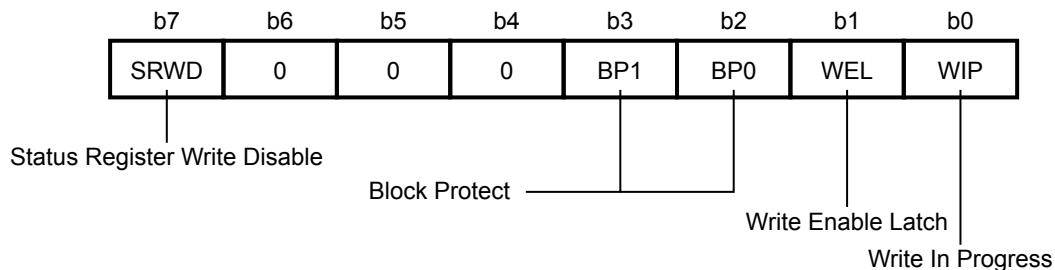 b7 b6 b5 b4 b3 b2 b1 b0
SRWD 0 0 0 BP1 BP0 WEL WIP
Status Register Write Disable
Block Protect
Write Enable Latch
Write In Progress